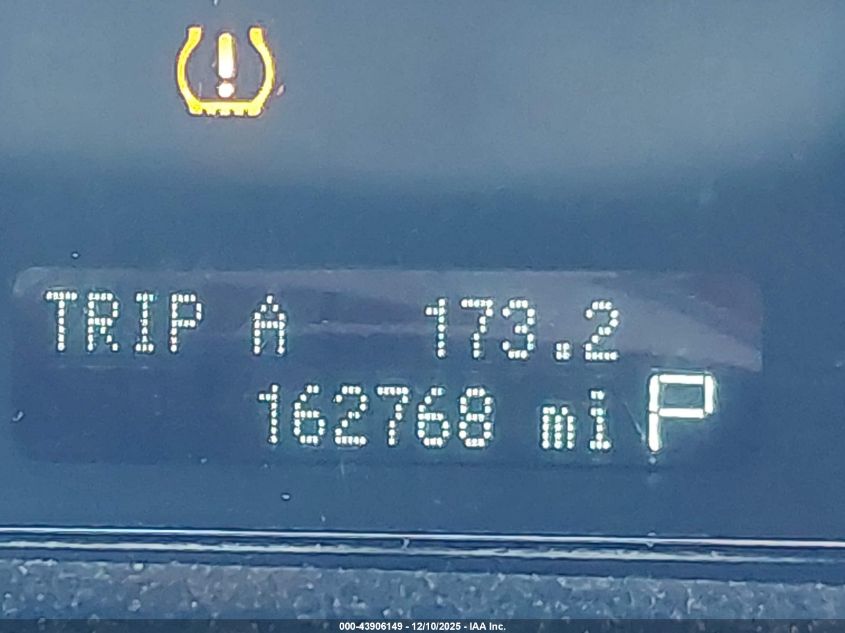 TRIP A 173.2
162768 mi P
000-43906149 - 12/10/2025 - IAA Inc.